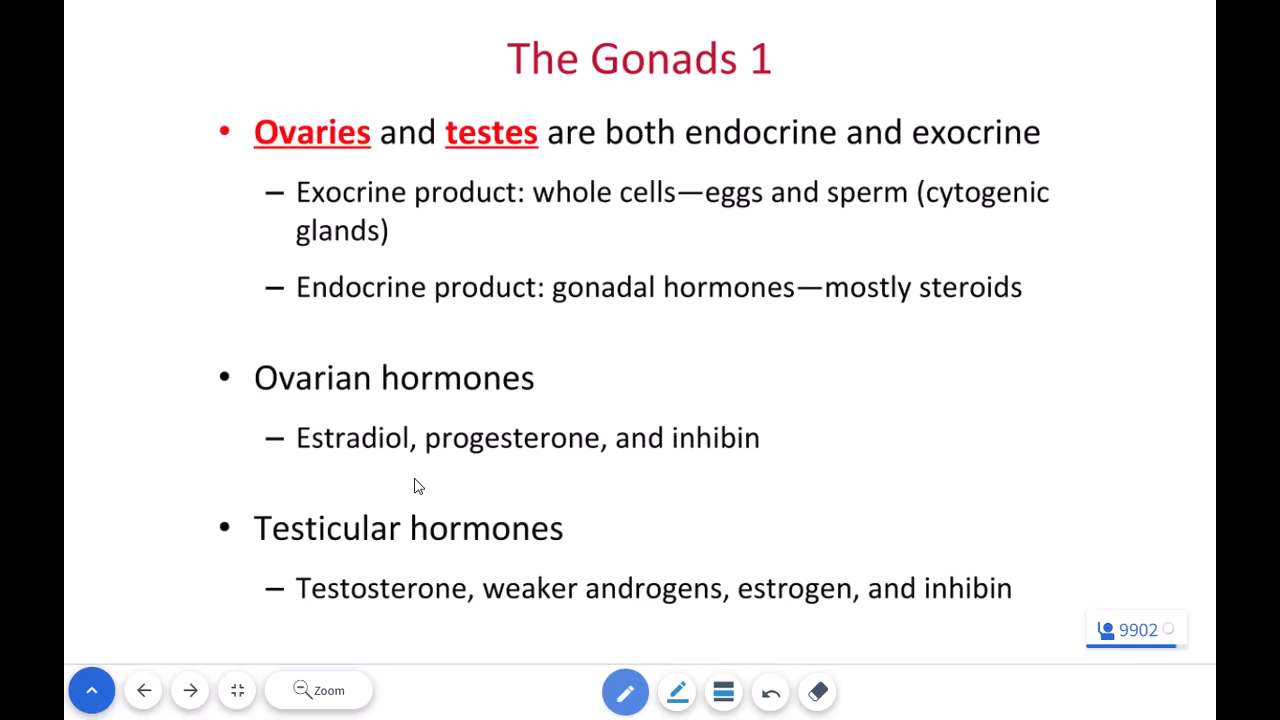 The Gonads 1
• Ovaries and testes are both endocrine and exocrine
– Exocrine product: whole cells—eggs and sperm (cytogenic
glands)
– Endocrine product: gonadal hormones—mostly steroids
• Ovarian hormones
– Estradiol, progesterone, and inhibin
• Testicular hormones
– Testosterone, weaker androgens, estrogen, and inhibin
9902
Zoom